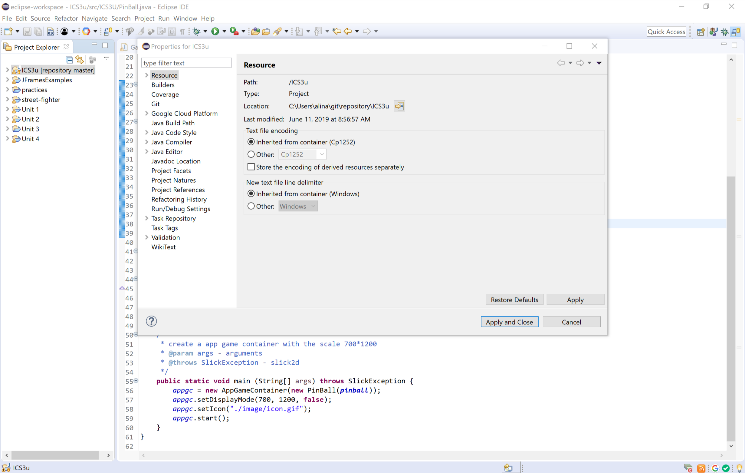 eclipse-workspace - ICS3u/src/ICS3U/PinBall.java - Eclipse IDE
File Edit Source Refactor Navigate Search Project Run Window Help
Quick Access
Project Explorer
ICS3u [repository master]
JFramesExamples
practices
street-fighter
Unit 1
Unit 2
Unit 3
Unit 4
Properties for ICS3u
type filter text
Resource
Builders
Coverage
Git
Google Cloud Platform
Java Build Path
Java Code Style
Java Compiler
Java Editor
Javadoc Location
Project Facets
Project Natures
Project References
Refactoring History
Run/Debug Settings
Task Repository
Task Tags
Validation
WikiText
Resource
Path: /ICS3u
Type: Project
Location: C:\Users\alina\git\repository\ICS3u
Last modified: June 11, 2019 at 8:56:57 AM
Text file encoding
Inherited from container (Cp1252)
Other: Cp1252
Store the encoding of derived resources separately
New text file line delimiter
Inherited from container (Windows)
Other: Windows
Restore Defaults Apply
Apply and Close Cancel
20
21
22
23
24
25
26
27
28
29
30
31
32
33
34
35
36
37
38
39
40
41
42
43
44
45
46
47
48
49
50
51 * create a app game container with the scale 700*1200
52 * @param args - arguments
53 * @throws SlickException - slick2d
54 */
55 public static void main (String[] args) throws SlickException {
56 appgc = new AppGameContainer(new PinBall(pinball));
57 appgc.setDisplayMode(700, 1200, false);
58 appgc.setIcon("./image/icon.gif");
59 appgc.start();
60 }
61 }
62
ICS3u